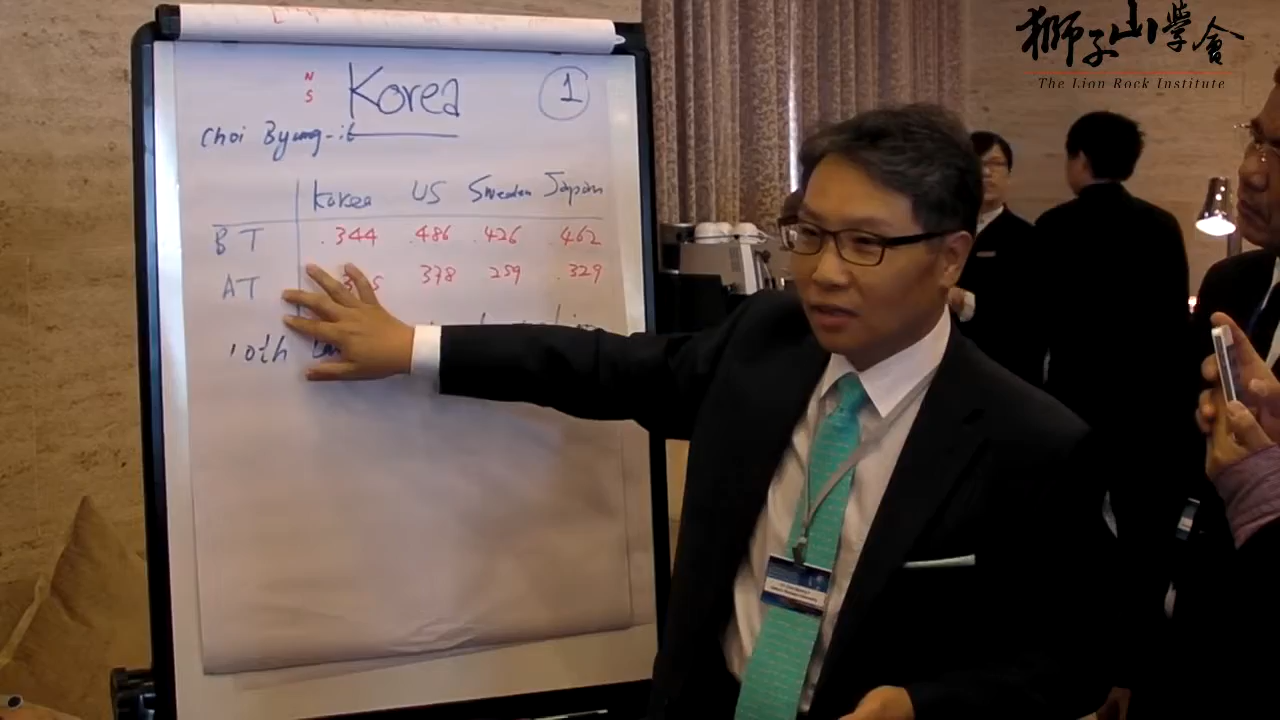 獅子山學會
The Lion Rock Institute
N
S
Korea
1
Choi Byung-il
Korea US Sweden Japan
BT .344 .486 .426 .462
AT 378 259 .329
10th